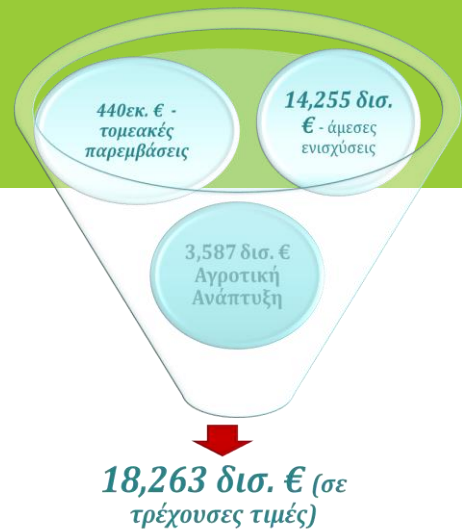 440εκ. € -
τομεακές
παρεμβάσεις
14,255 δισ.
€ - άμεσες
ενισχύσεις
3,587 δισ. €
Αγροτική
Ανάπτυξη
18,263 δισ. € (σε
τρέχουσες τιμές)